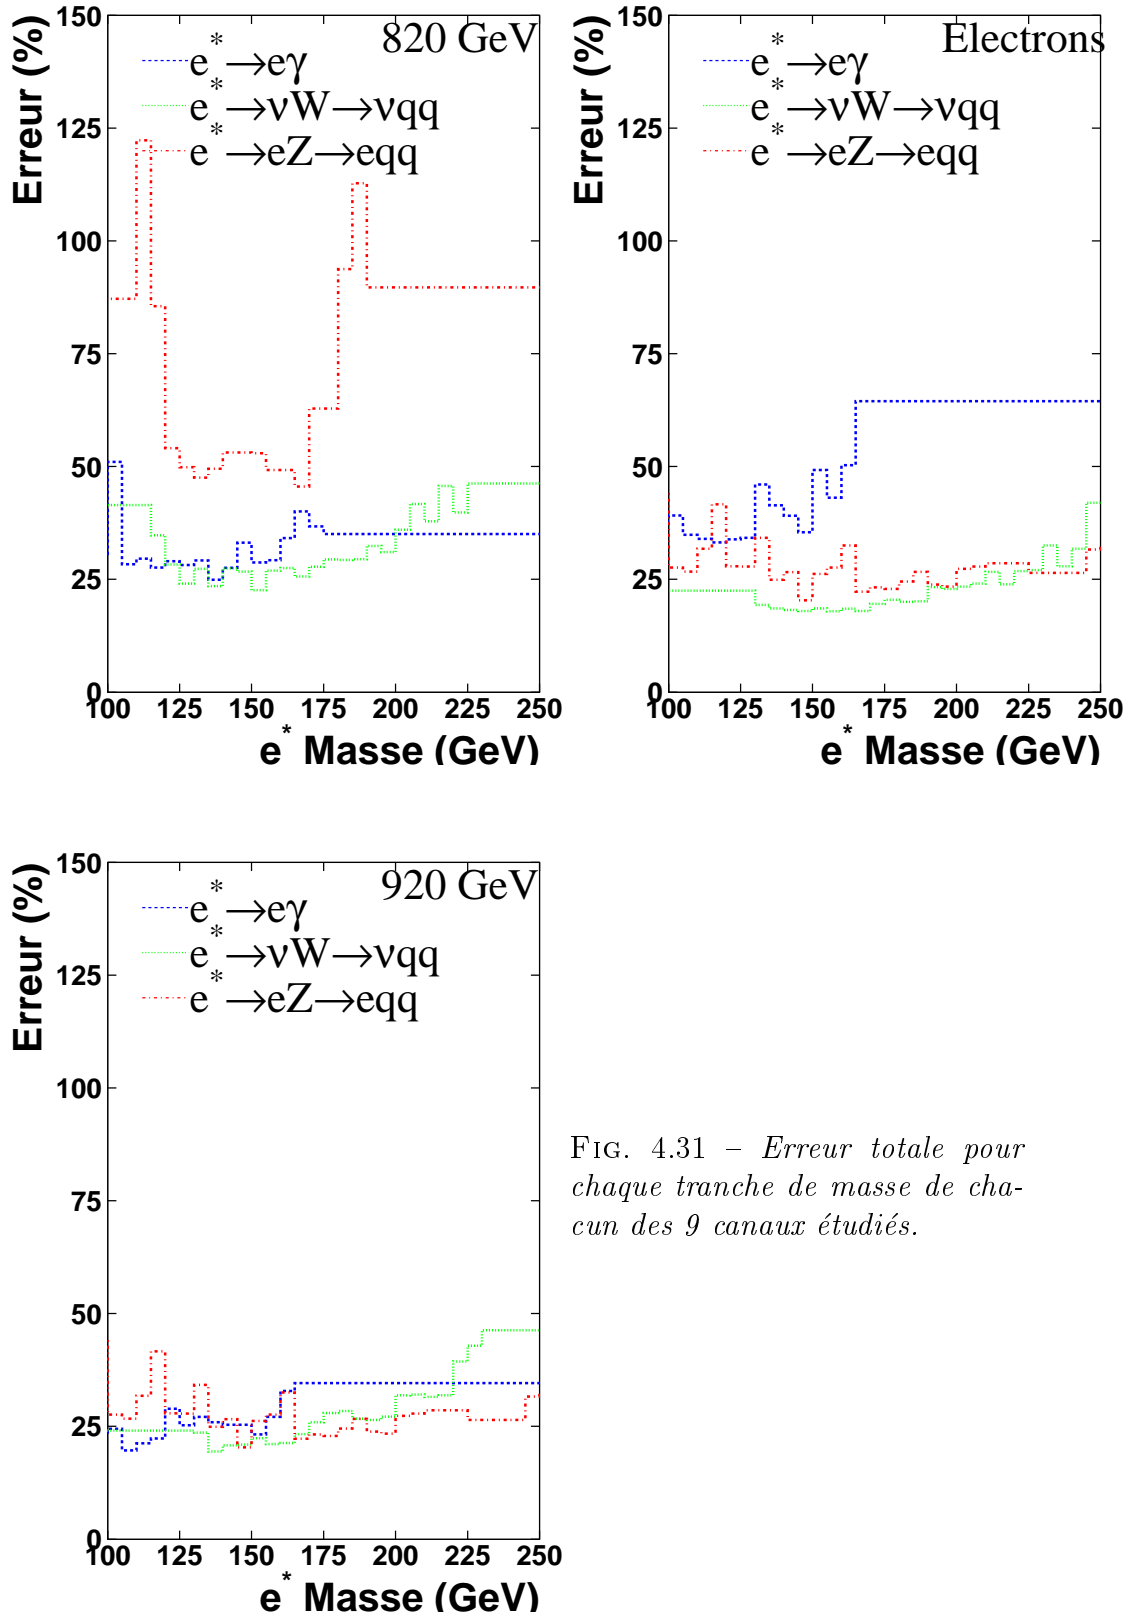 820 GeV
e* →eγ
e* →νW→νqq
e* →eZ→eqq
Erreur (%)
150
125
100
75
50
25
0
100 125 150 175 200 225 250
e* Masse (GeV)
Electrons
e* →eγ
e* →νW→νqq
e* →eZ→eqq
Erreur (%)
150
125
100
75
50
25
0
100 125 150 175 200 225 250
e* Masse (GeV)
920 GeV
e* →eγ
e* →νW→νqq
e* →eZ→eqq
Erreur (%)
150
125
100
75
50
25
0
100 125 150 175 200 225 250
e* Masse (GeV)
FIG. 4.31 – Erreur totale pour
chaque tranche de masse de cha-
cun des 9 canaux étudiés.